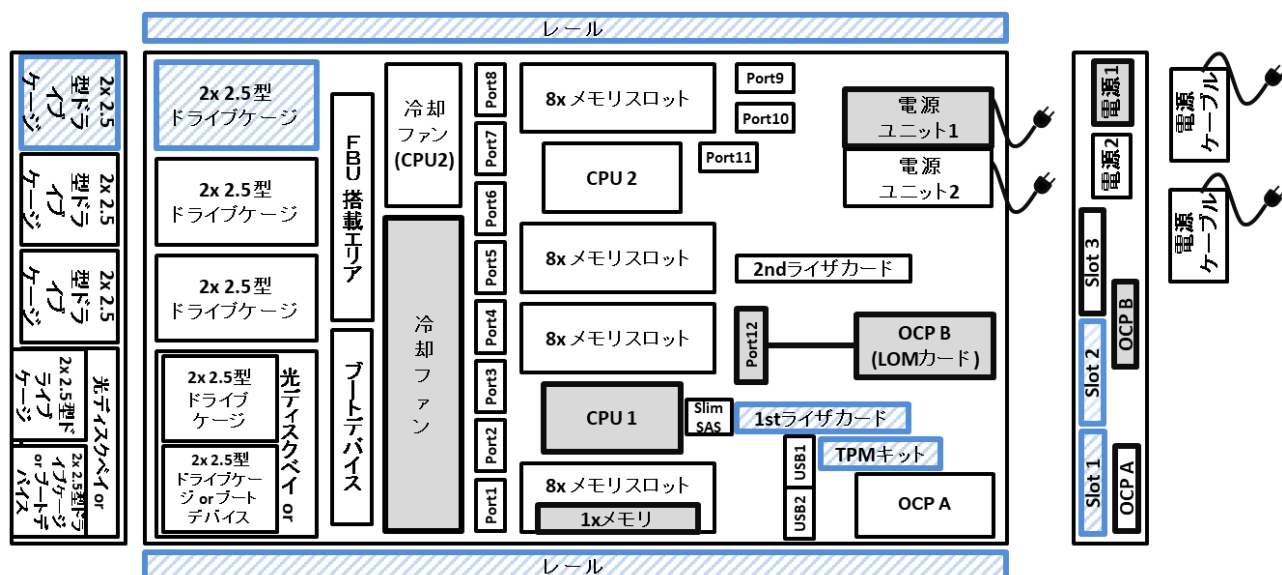 レール
2x 2.5
型ドラ
イブ
ケージ
2x 2.5
型ドラ
イブ
ケージ
2x 2.5
型ドラ
イブ
ケージ
光ディスクベイ or
2x 2.5型ド
ライブ
ケージ
2x 2.5型ドラ
イブケージ
or ブートデ
バイス
2x 2.5型
ドライブケージ
2x 2.5型
ドライブケージ
2x 2.5型
ドライブケージ
光ディスクベイ or
2x 2.5型
ドライブ
ケージ
2x 2.5型
ドライブケー
ジ or ブート
デバイス
FBU 搭載エリア
ブートデバイス
冷却
ファン
(CPU2)
冷却ファン
Port8
Port7
Port6
Port5
Port4
Port3
Port2
Port1
8x メモリスロット
CPU 2
8x メモリスロット
8x メモリスロット
CPU 1
Slim
SAS
8x メモリスロット
1xメモリ
Port9
Port10
Port11
電源
ユニット1
電源
ユニット2
2ndライザカード
Port12
OCP B
(LOMカード)
1stライザカード
USB1
USB2
TPMキット
OCP A
レール
電源1
電源2
Slot 3
Slot 2
Slot 1
OCP B
OCP A
電源
ケーブル
電源
ケーブル